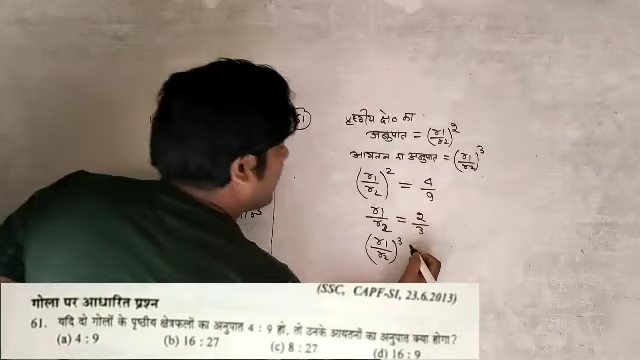 61
पृष्ठीय क्षे० का
अनुपात = (r1/r2)^2
आयतन का अनुपात = (r1/r2)^3
(r1/r2)^2 = 4/9
r1/r2 = 2/3
(r1/r2)^3
(SSC, CAPF-SI, 23.6.2013)
गोला पर आधारित प्रश्न
61. यदि दो गोलों के पृष्ठीय क्षेत्रफलों का अनुपात 4 : 9 हो, तो उनके आयतनों का अनुपात क्या होगा?
(a) 4 : 9 (b) 16 : 27 (c) 8 : 27 (d) 16 : 9